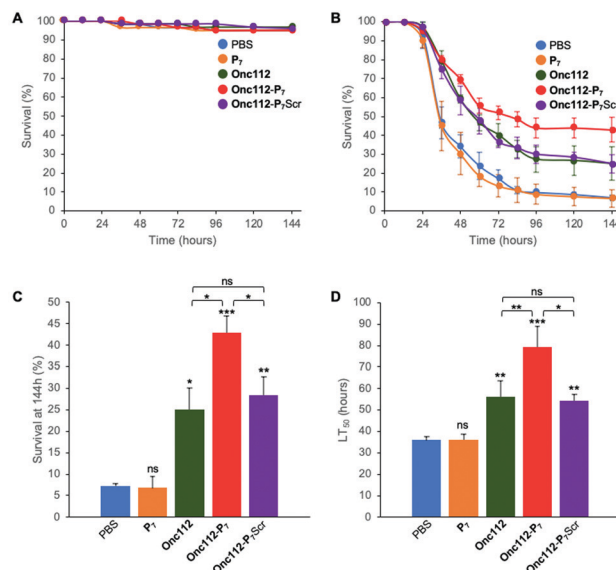 A
100
90
80
70
60
50
40
30
20
10
0
Survival (%)
0 24 48 72 96 120 144
Time (hours)
PBS
P7
Onc112
Onc112-P7
Onc112-P7Scr
B
100
90
80
70
60
50
40
30
20
10
0
Survival (%)
0 24 48 72 96 120 144
Time (hours)
PBS
P7
Onc112
Onc112-P7
Onc112-P7Scr
C
50
45
40
35
30
25
20
15
10
5
0
Survival at 144h (%)
ns
* *
***
**
*
ns
PBS
P7
Onc112
Onc112-P7
Onc112-P7Scr
D
100
90
80
70
60
50
40
30
20
10
0
LT50 (hours)
ns
** *
***
**
**
ns
PBS
P7
Onc112
Onc112-P7
Onc112-P7Scr